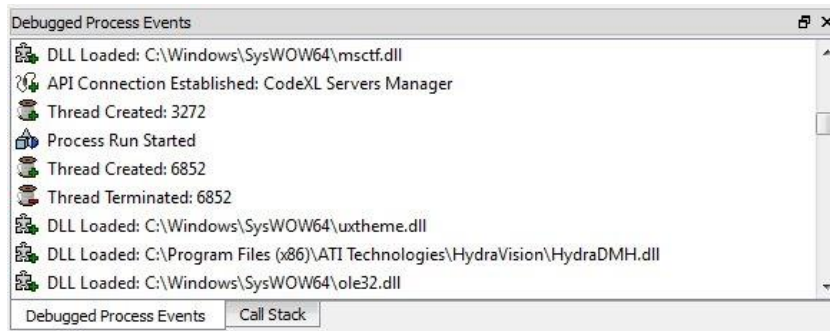 Debugged Process Events
DLL Loaded: C:\Windows\SysWOW64\msctf.dll
API Connection Established: CodeXL Servers Manager
Thread Created: 3272
Process Run Started
Thread Created: 6852
Thread Terminated: 6852
DLL Loaded: C:\Windows\SysWOW64\uxtheme.dll
DLL Loaded: C:\Program Files (x86)\ATI Technologies\HydraVision\HydraDMH.dll
DLL Loaded: C:\Windows\SysWOW64\ole32.dll
Debugged Process Events Call Stack